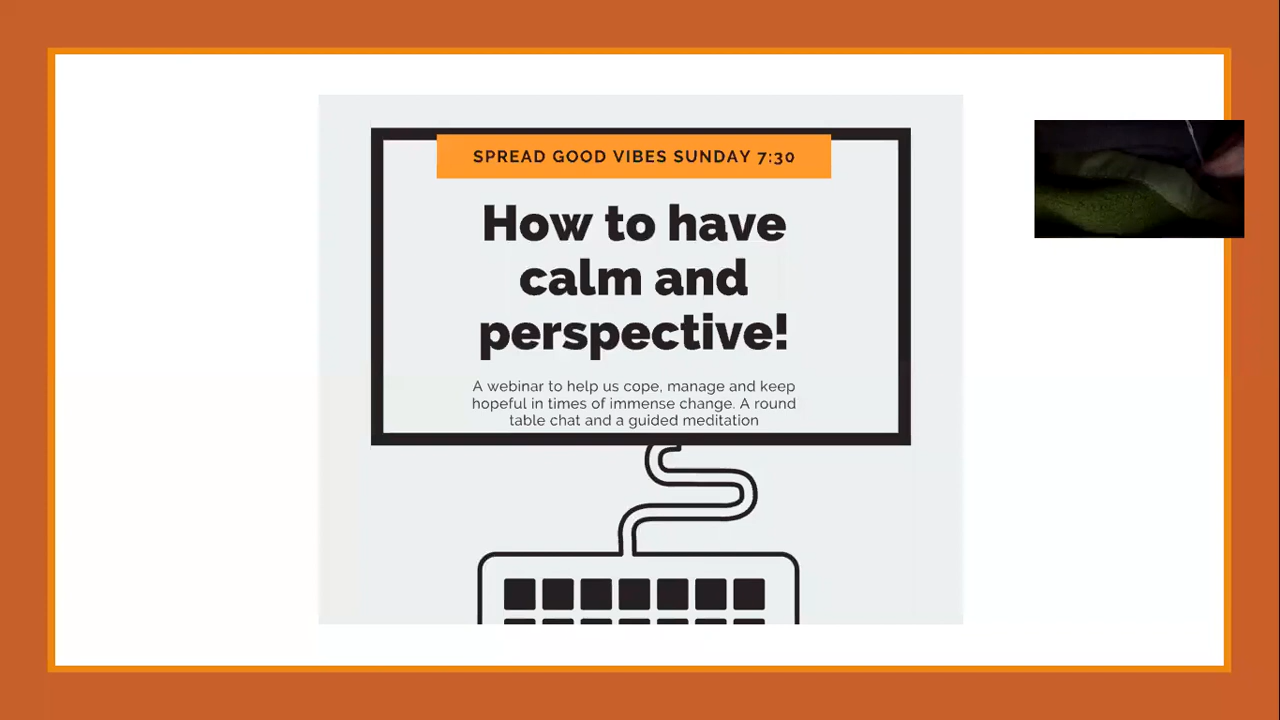 SPREAD GOOD VIBES SUNDAY 7:30
How to have
calm and
perspective!
A webinar to help us cope, manage and keep
hopeful in times of immense change. A round
table chat and a guided meditation